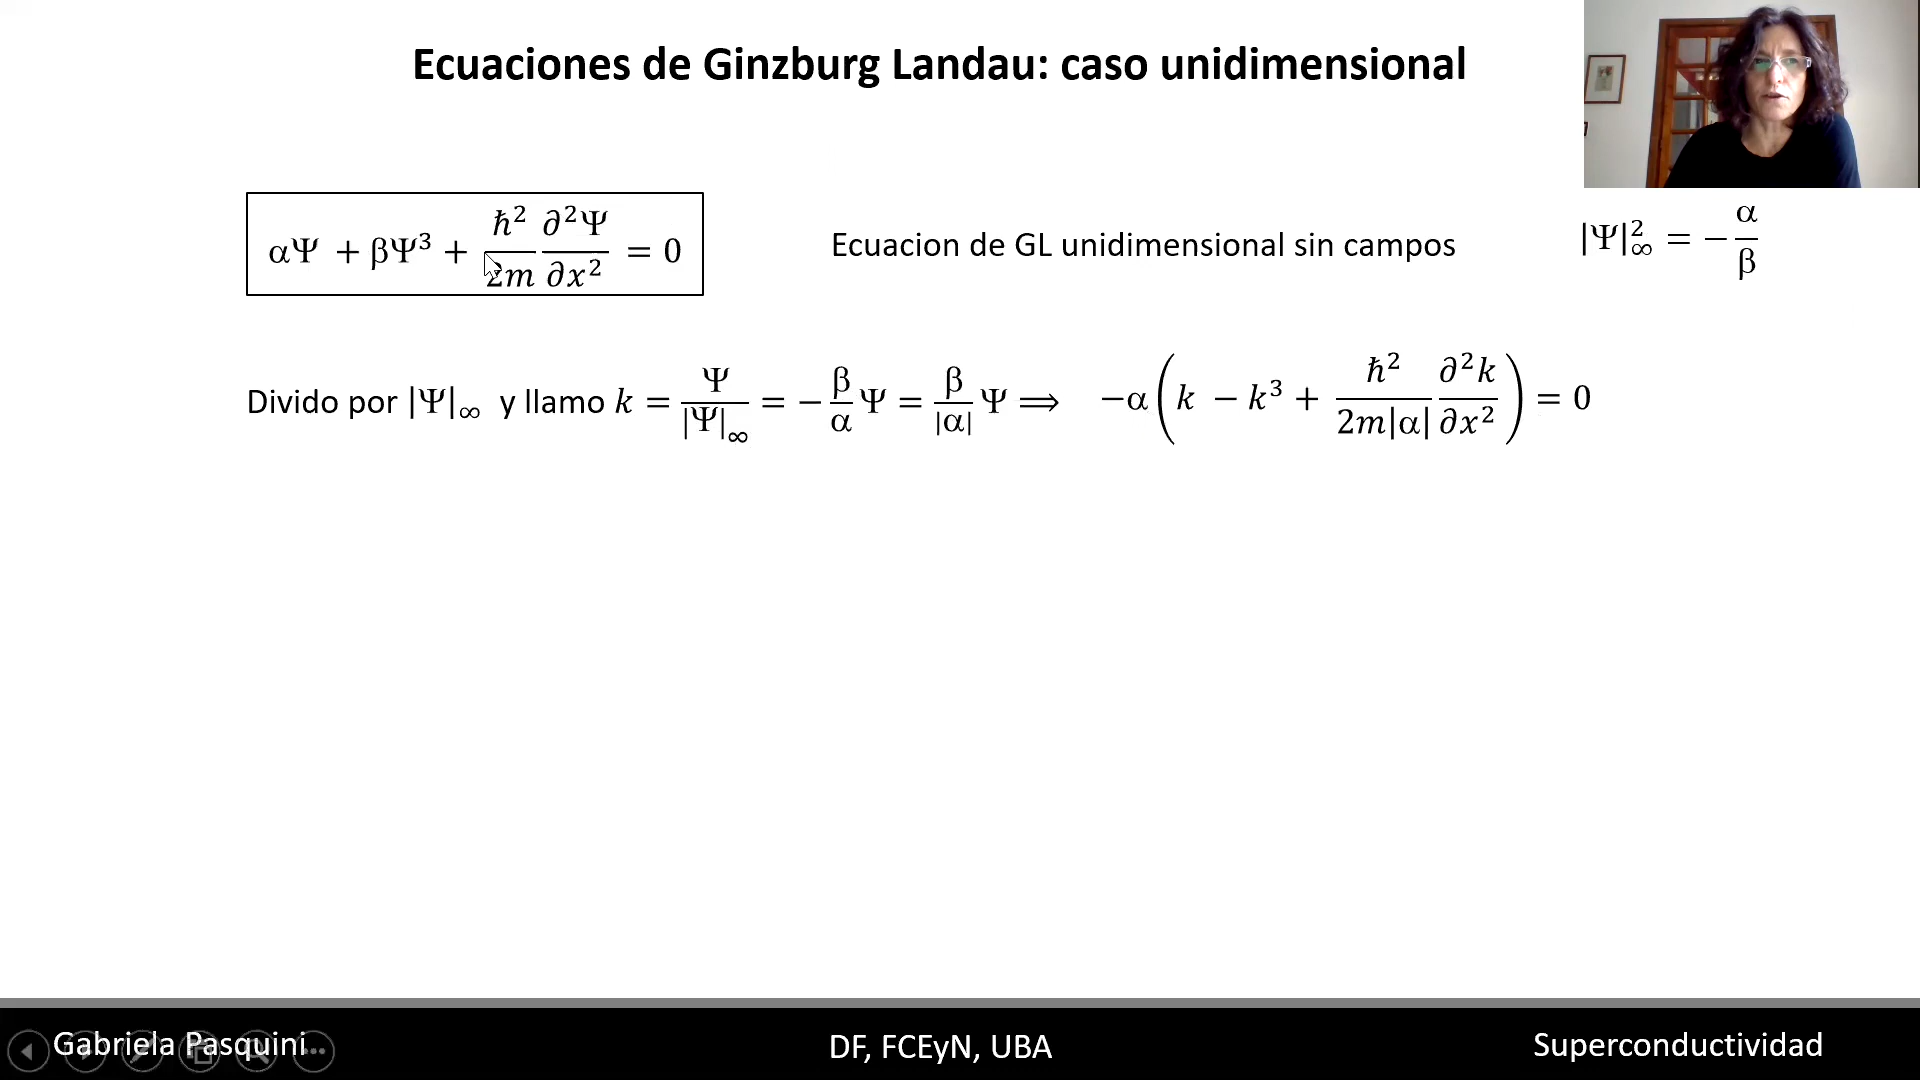 Ecuaciones de Ginzburg Landau: caso unidimensional
αΨ + βΨ³ + ℏ²/2m ∂²Ψ/∂x² = 0
Ecuacion de GL unidimensional sin campos
|Ψ|²∞ = − α/β
Divido por |Ψ|∞ y llamo k = Ψ/|Ψ|∞ = − β/α Ψ = β/|α| Ψ ⟹ −α(k − k³ + ℏ²/2m|α| ∂²k/∂x²) = 0
Gabriela Pasquini
DF, FCEyN, UBA
Superconductividad